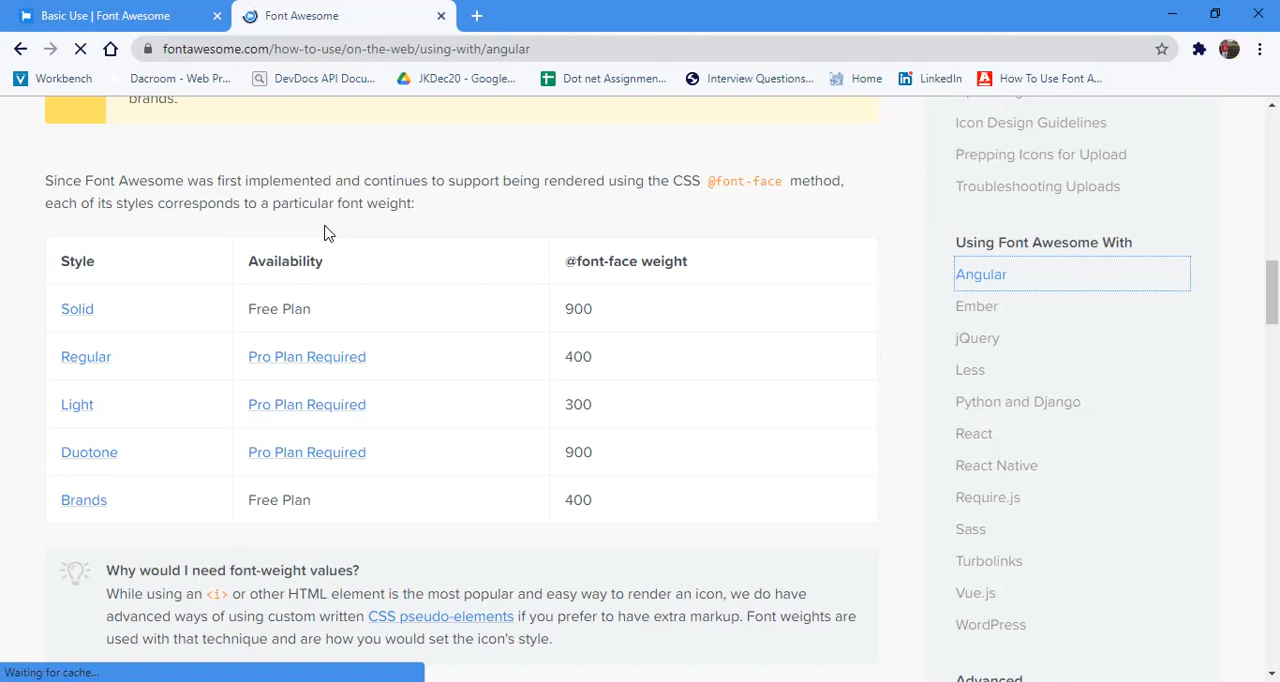 Basic Use | Font Awesome
Font Awesome
fontawesome.com/how-to-use/on-the-web/using-with/angular
Workbench
Dacroom - Web Pr...
DevDocs API Docu...
JKDec20 - Google...
Dot net Assignmen...
Interview Questions...
Home
LinkedIn
How To Use Font A...
brands.
Since Font Awesome was first implemented and continues to support being rendered using the CSS @font-face method,
each of its styles corresponds to a particular font weight:
Style Availability @font-face weight
Solid Free Plan 900
Regular Pro Plan Required 400
Light Pro Plan Required 300
Duotone Pro Plan Required 900
Brands Free Plan 400
Why would I need font-weight values?
While using an <i> or other HTML element is the most popular and easy way to render an icon, we do have
advanced ways of using custom written CSS pseudo-elements if you prefer to have extra markup. Font weights are
used with that technique and are how you would set the icon's style.
Icon Design Guidelines
Prepping Icons for Upload
Troubleshooting Uploads
Using Font Awesome With
Angular
Ember
jQuery
Less
Python and Django
React
React Native
Require.js
Sass
Turbolinks
Vue.js
WordPress
Advanced
Waiting for cache...